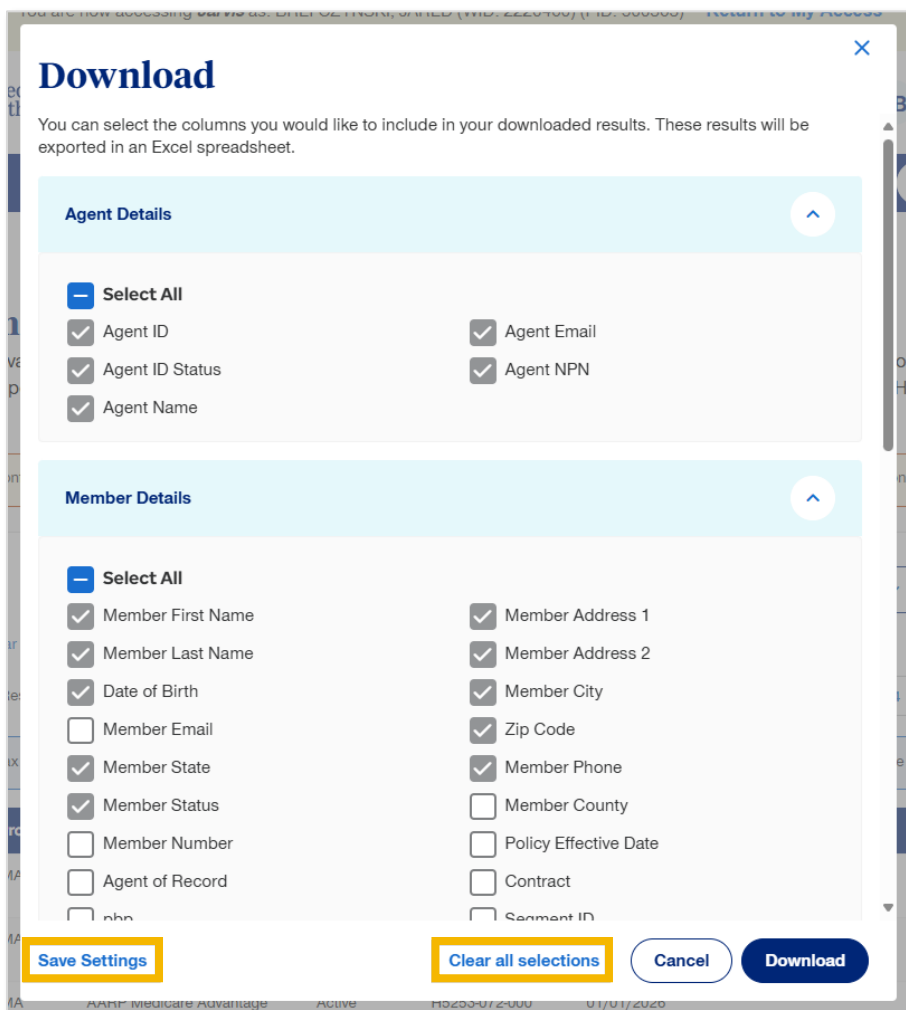 Download
You can select the columns you would like to include in your downloaded results. These results will be
exported in an Excel spreadsheet.
Agent Details
Select All
Agent ID
Agent Email
Agent ID Status
Agent NPN
Agent Name
Member Details
Select All
Member First Name
Member Address 1
Member Last Name
Member Address 2
Date of Birth
Member City
Member Email
Zip Code
Member State
Member Phone
Member Status
Member County
Member Number
Policy Effective Date
Agent of Record
Contract
pbp
Segment ID
Save Settings
Clear all selections
Cancel
Download
AARP Medicare Advantage Active H5253-072-000 01/01/2026